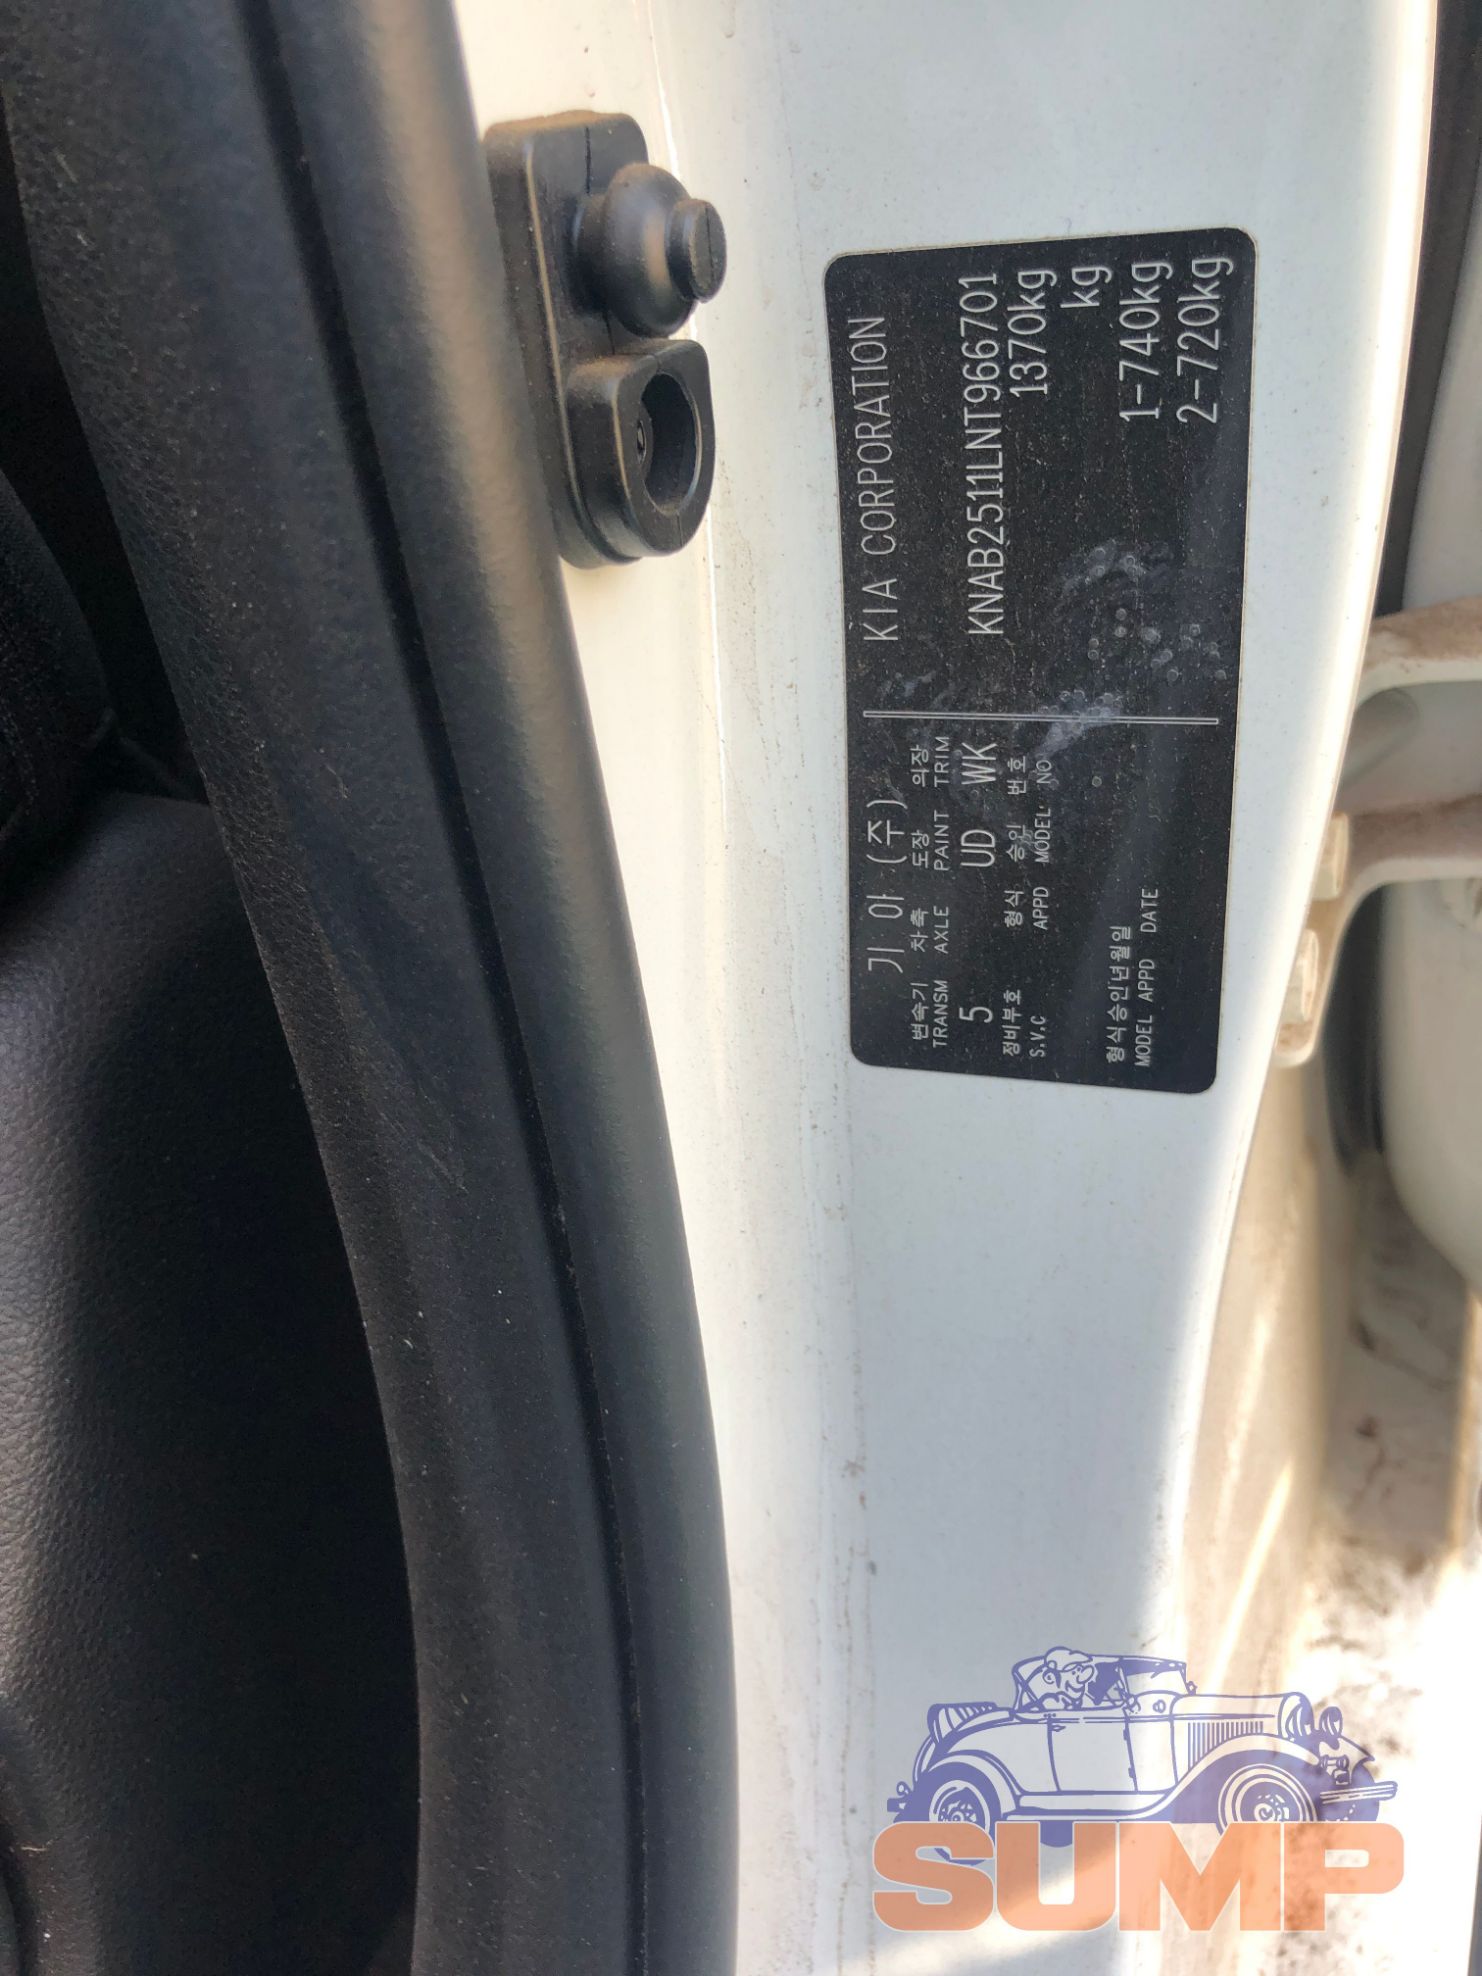 기아(주) KIA CORPORATION
변속기 차축 도장 의장
TRANSM AXLE PAINT TRIM
5 UD WK KNAB2511LNT966701
정비부호 형식 승인 번호 1370kg
S.V.C APPD MODEL NO kg
형식승인년월일 1-740kg
MODEL APPD DATE 2-720kg
SUMP